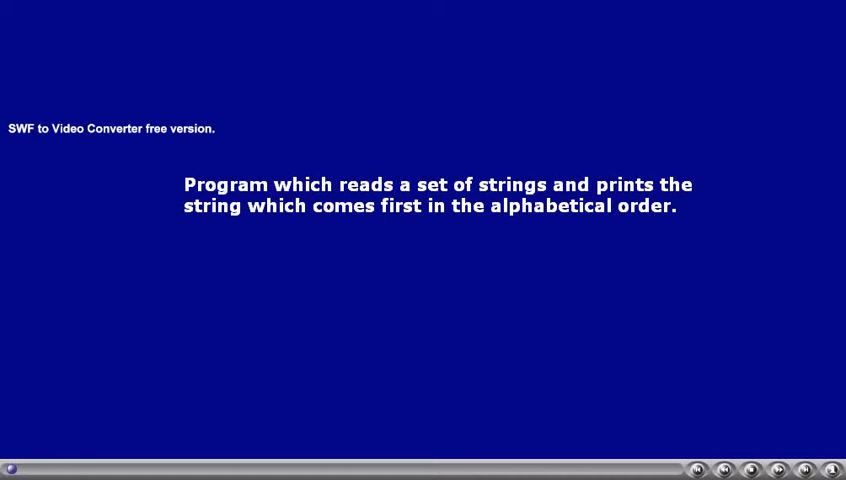 SWF to Video Converter free version.
Program which reads a set of strings and prints the
string which comes first in the alphabetical order.